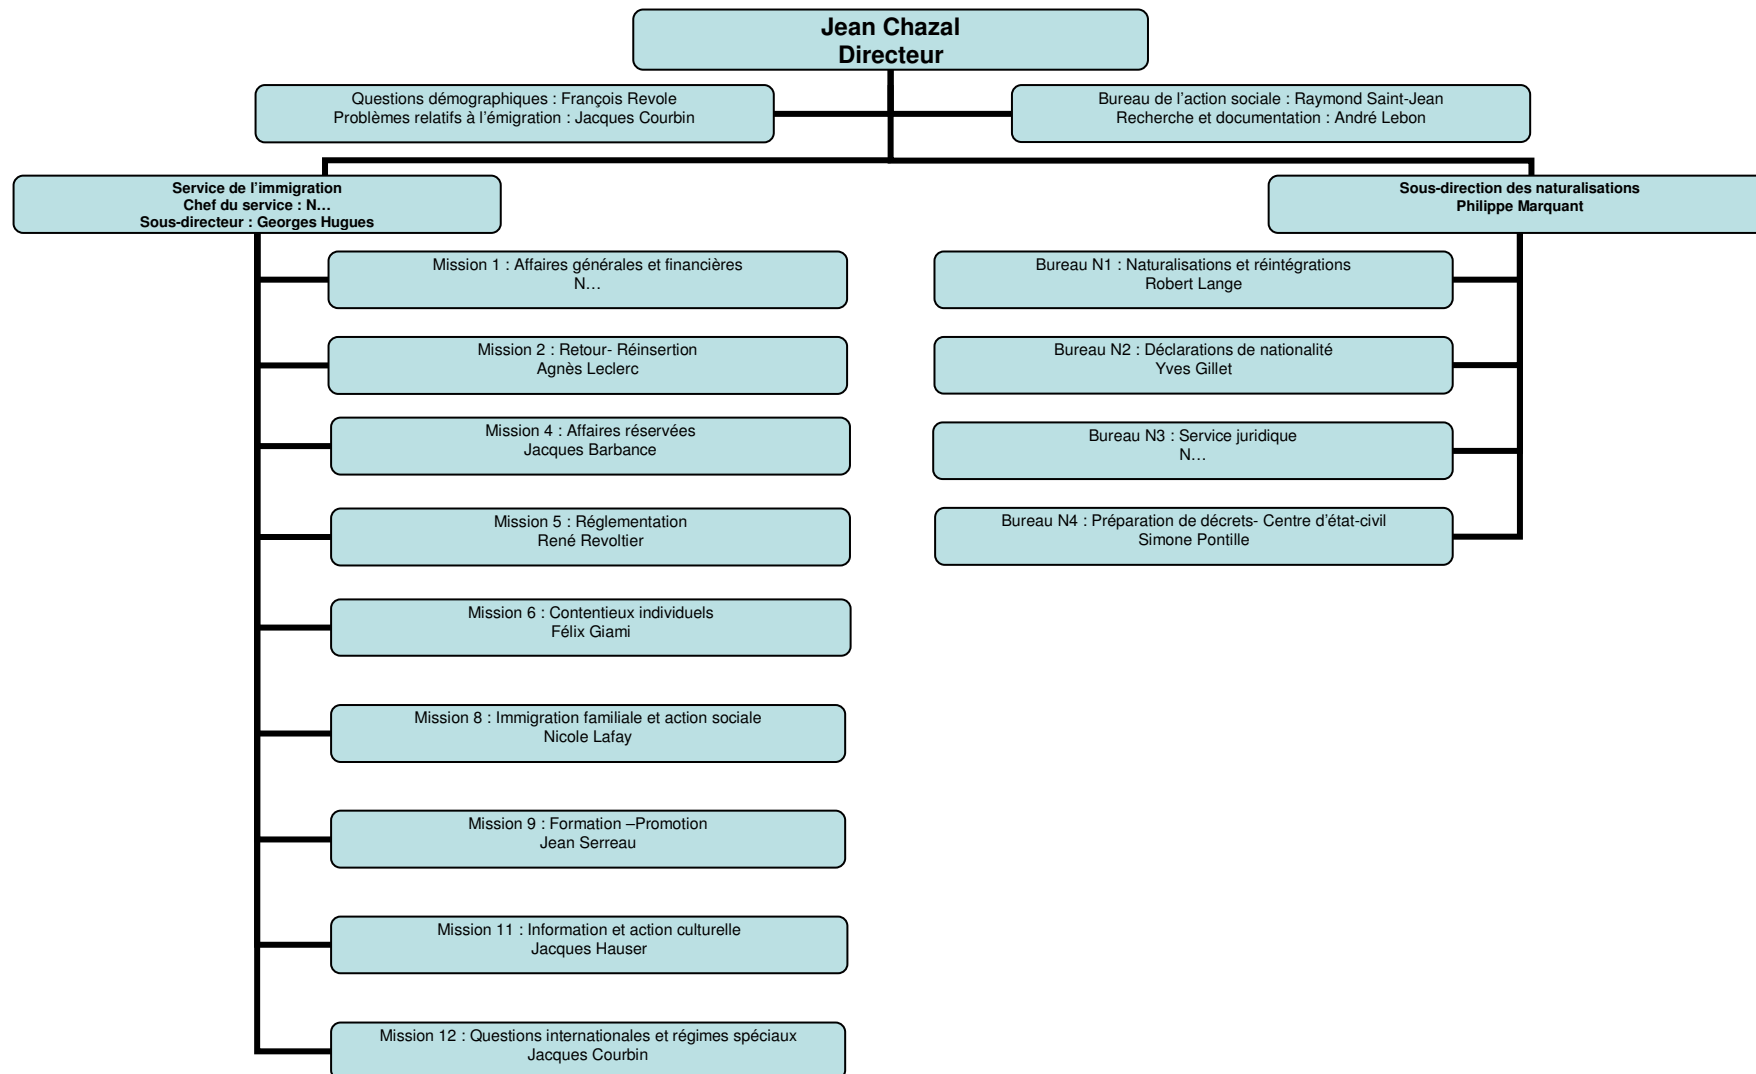 Jean Chazal
Directeur
Questions démographiques : François Revole
Problèmes relatifs à l’émigration : Jacques Courbin
Bureau de l’action sociale : Raymond Saint-Jean
Recherche et documentation : André Lebon
Service de l’immigration
Chef du service : N…
Sous-directeur : Georges Hugues
Sous-direction des naturalisations
Philippe Marquant
Mission 1 : Affaires générales et financières
N…
Mission 2 : Retour- Réinsertion
Agnès Leclerc
Mission 4 : Affaires réservées
Jacques Barbance
Mission 5 : Réglementation
René Revoltier
Mission 6 : Contentieux individuels
Félix Giami
Mission 8 : Immigration familiale et action sociale
Nicole Lafay
Mission 9 : Formation –Promotion
Jean Serreau
Mission 11 : Information et action culturelle
Jacques Hauser
Mission 12 : Questions internationales et régimes spéciaux
Jacques Courbin
Bureau N1 : Naturalisations et réintégrations
Robert Lange
Bureau N2 : Déclarations de nationalité
Yves Gillet
Bureau N3 : Service juridique
N…
Bureau N4 : Préparation de décrets- Centre d’état-civil
Simone Pontille